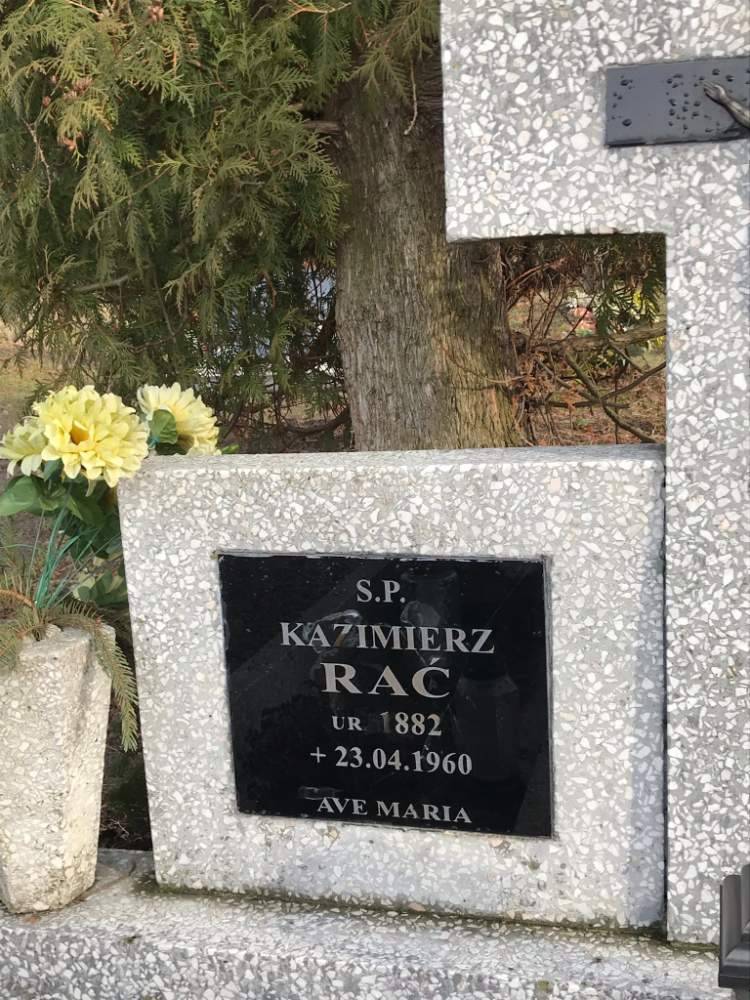 S.P.
KAZIMIERZ
RAĆ
UR. 1882
+ 23.04.1960
AVE MARIA